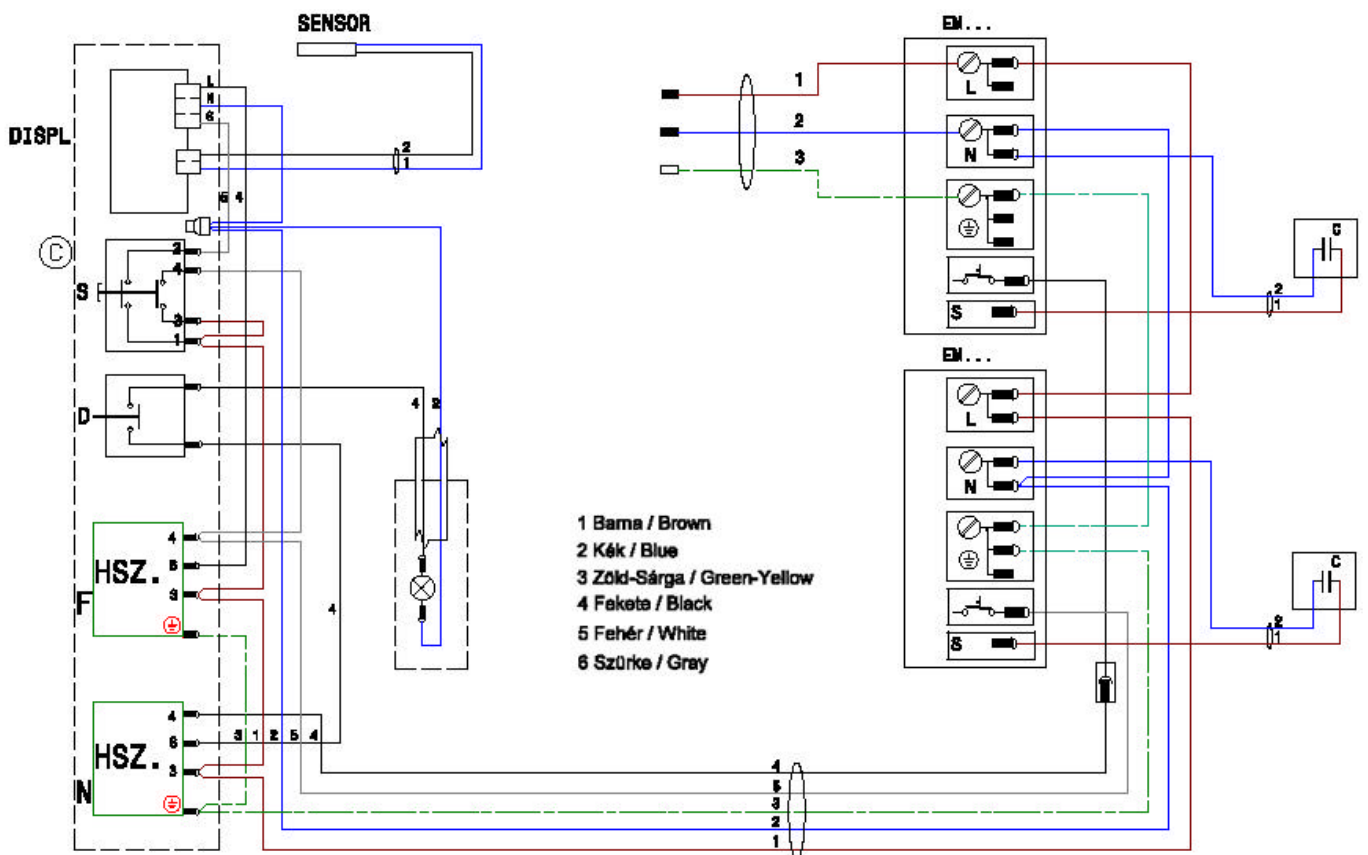 SENSOR
EM...
L
N
6
DISPL
2
1
5 4
1
2
3
L
N
C
2
1
S
C
S
2
4
3
1
D
4 2
EM...
L
N
C
2
1
S
1 Barna / Brown
2 Kék / Blue
3 Zöld-Sárga / Green-Yellow
4 Fekete / Black
5 Fehér / White
6 Szürke / Gray
HSZ.
F
4
5
3
4
HSZ.
N
4
6
3
3 1 2 5 4
4
5
3
2
1